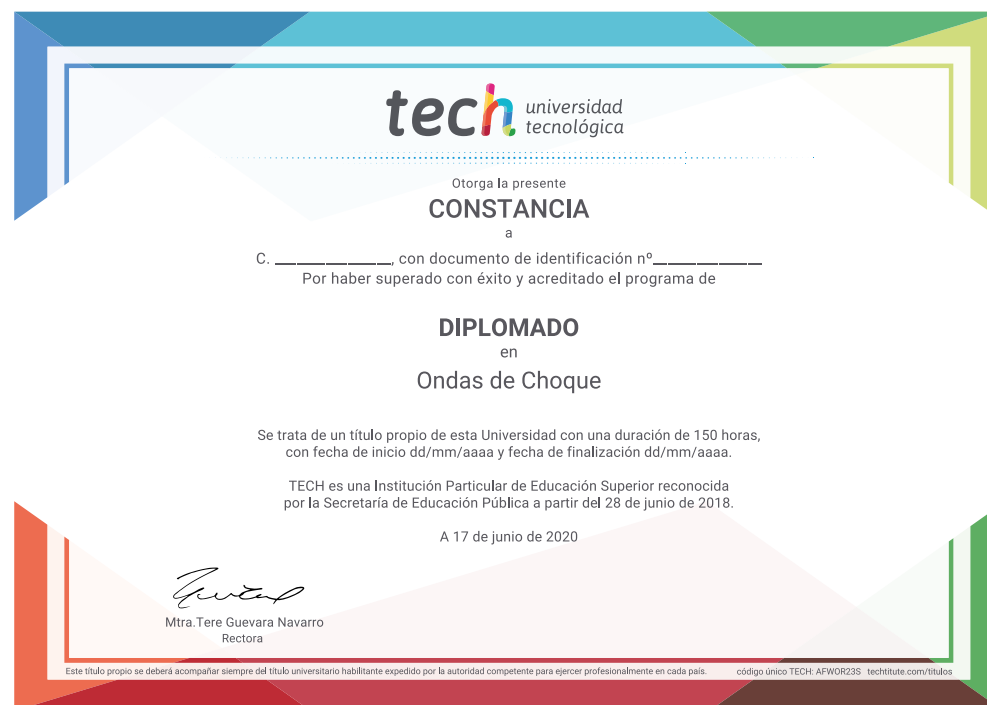 tech universidad
tecnológica
Otorga la presente
CONSTANCIA
a
C. ________________, con documento de identificación nº_______________
Por haber superado con éxito y acreditado el programa de
DIPLOMADO
en
Ondas de Choque
Se trata de un título propio de esta Universidad con una duración de 150 horas,
con fecha de inicio dd/mm/aaaa y fecha de finalización dd/mm/aaaa.
TECH es una Institución Particular de Educación Superior reconocida
por la Secretaría de Educación Pública a partir del 28 de junio de 2018.
A 17 de junio de 2020
Mtra.Tere Guevara Navarro
Rectora
Este título propio se deberá acompañar siempre del título universitario habilitante expedido por la autoridad competente para ejercer profesionalmente en cada país. código único TECH: AFWOR23S techtitute.com/titulos